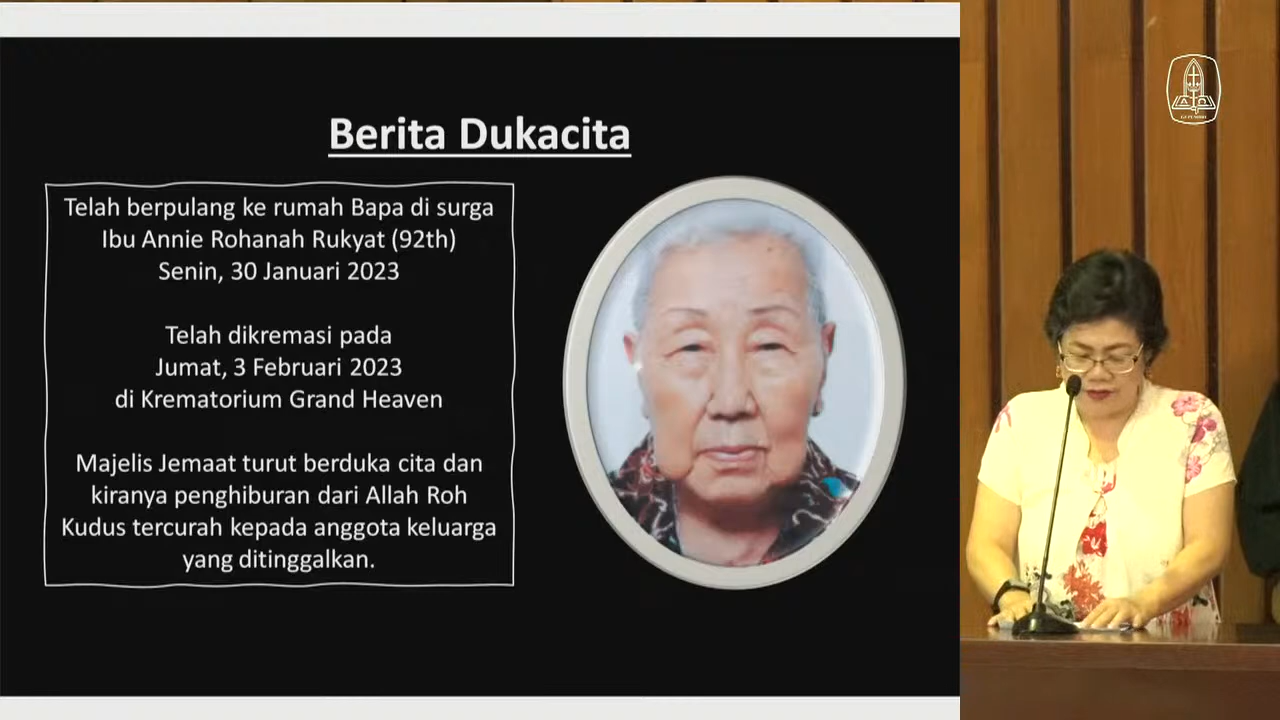 Berita Dukacita
Telah berpulang ke rumah Bapa di surga
Ibu Annie Rohanah Rukyat (92th)
Senin, 30 Januari 2023
Telah dikremasi pada
Jumat, 3 Februari 2023
di Krematorium Grand Heaven
Majelis Jemaat turut berduka cita dan
kiranya penghiburan dari Allah Roh
Kudus tercurah kepada anggota keluarga
yang ditinggalkan.